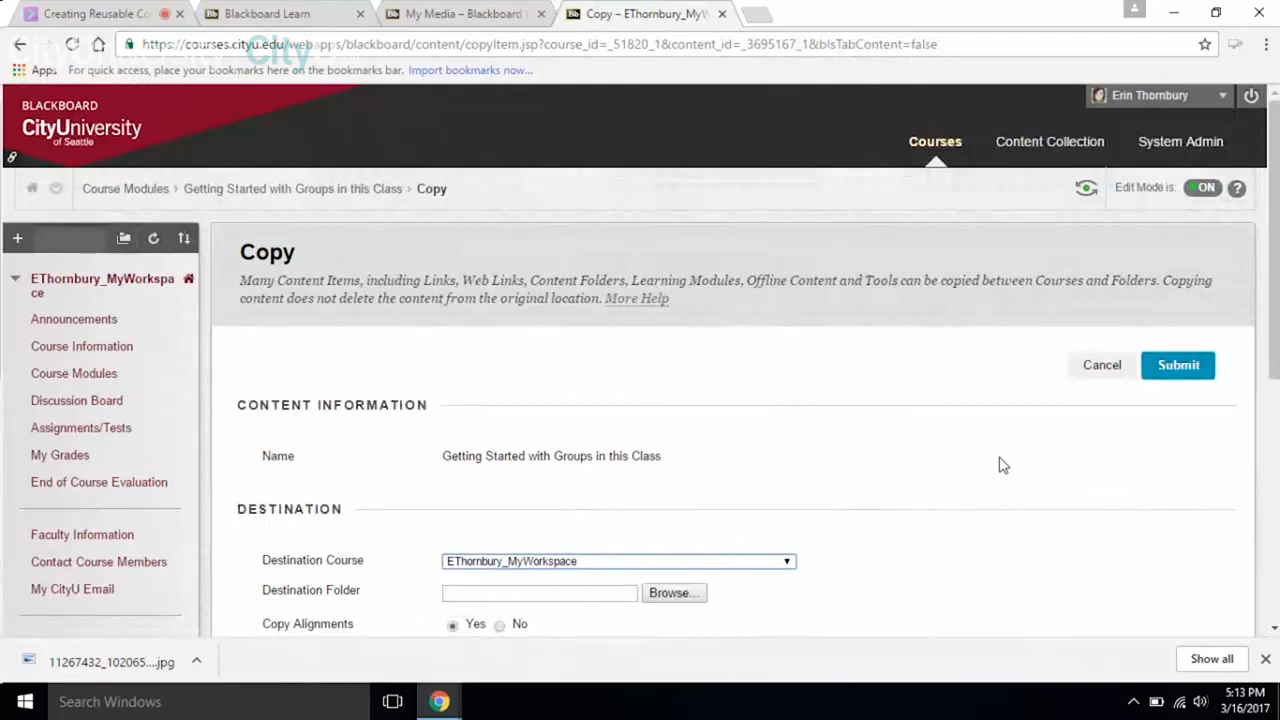 Creating Reusable Co
Blackboard Learn
My Media – Blackboard L
Copy – EThornbury_MyW
https://courses.cityu.edu/webapps/blackboard/content/copyItem.jsp?course_id=_51820_1&content_id=_3695167_1&blsTabContent=false
Apps
For quick access, place your bookmarks here on the bookmarks bar. Import bookmarks now...
BLACKBOARD
CityUniversity
of Seattle
Erin Thornbury
Courses
Content Collection
System Admin
Course Modules
Getting Started with Groups in this Class
Copy
Edit Mode is:
ON
?
EThornbury_MyWorkspa
ce
Announcements
Course Information
Course Modules
Discussion Board
Assignments/Tests
My Grades
End of Course Evaluation
Faculty Information
Contact Course Members
My CityU Email
Copy
Many Content Items, including Links, Web Links, Content Folders, Learning Modules, Offline Content and Tools can be copied between Courses and Folders. Copying
content does not delete the content from the original location. More Help
Cancel
Submit
CONTENT INFORMATION
Name
Getting Started with Groups in this Class
DESTINATION
Destination Course
EThornbury_MyWorkspace
Destination Folder
Browse...
Copy Alignments
Yes
No
11267432_102065....jpg
Show all
Search Windows
5:13 PM
3/16/2017